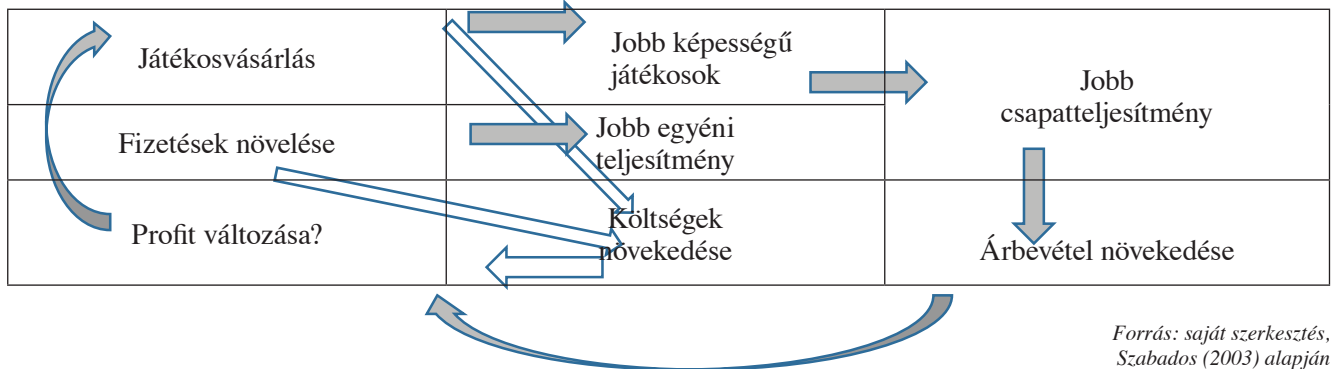 Játékosvásárlás
Jobb képességű
játékosok
Jobb
csapatteljesítmény
Fizetések növelése
Jobb egyéni
teljesítmény
Profit változása?
Költségek
növekedése
Árbevétel növekedése
Forrás: saját szerkesztés,
Szabados (2003) alapján